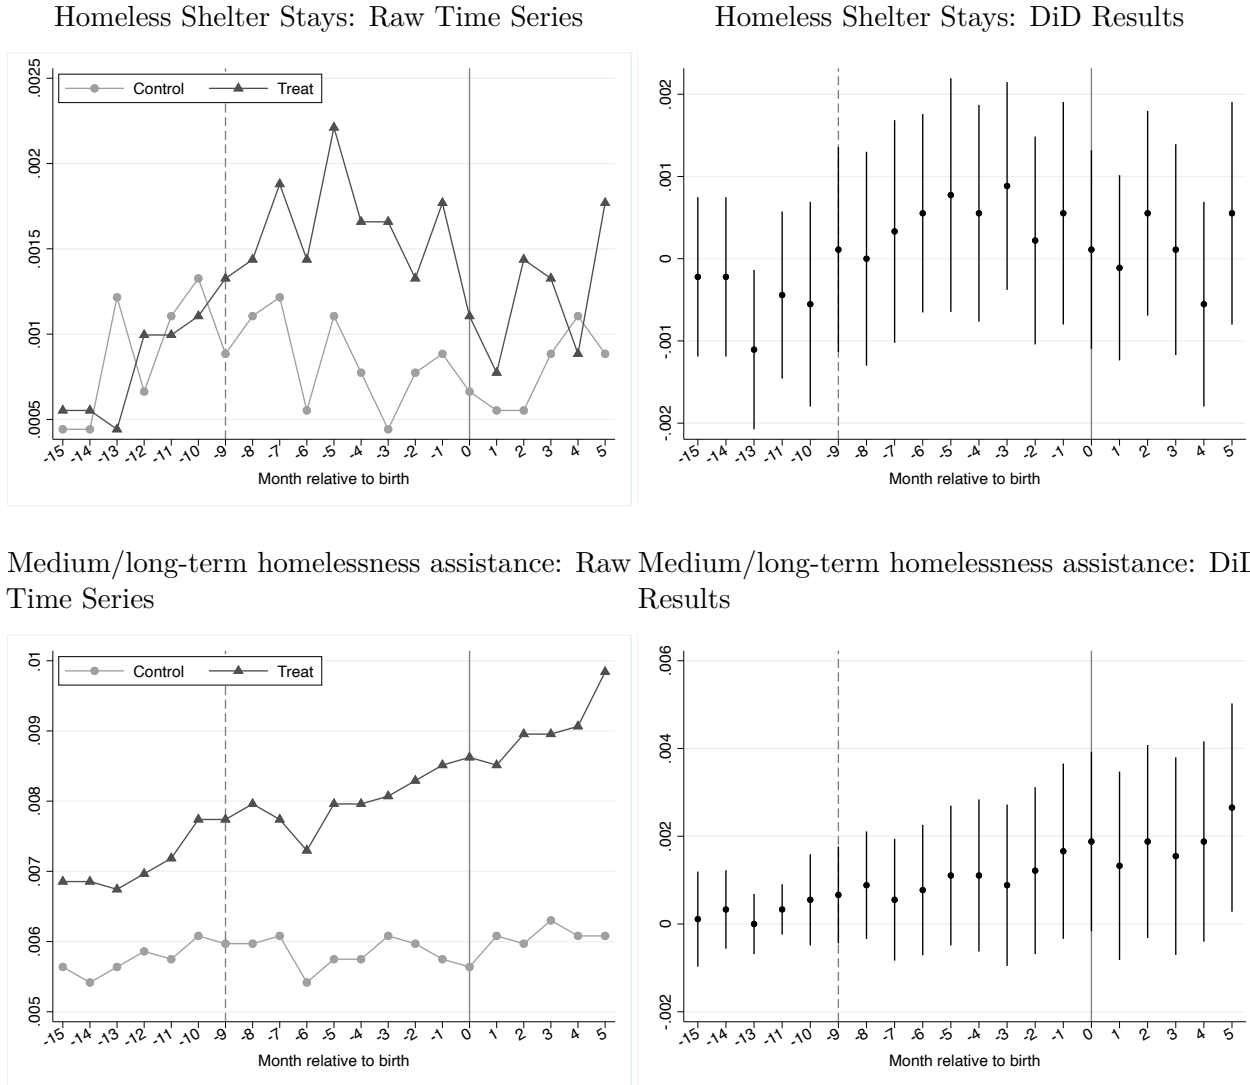 Homeless Shelter Stays: Raw Time Series
.0025
.002
.0015
.001
.0005
Control
Treat
-15 -14 -13 -12 -11 -10 -9 -8 -7 -6 -5 -4 -3 -2 -1 0 1 2 3 4 5
Month relative to birth
Homeless Shelter Stays: DiD Results
.002
.001
0
-.001
-.002
-15 -14 -13 -11 -10 -9 -8 -7 -6 -5 -4 -3 -2 -1 0 1 2 3 4 5
Month relative to birth
Medium/long-term homelessness assistance: Raw
Time Series
.01
.009
.008
.007
.006
.005
Control
Treat
-15 -14 -13 -12 -11 -10 -9 -8 -7 -6 -5 -4 -3 -2 -1 0 1 2 3 4 5
Month relative to birth
Medium/long-term homelessness assistance: DiD
Results
.006
.004
.002
0
-.002
-15 -14 -13 -11 -10 -9 -8 -7 -6 -5 -4 -3 -2 -1 0 1 2 3 4 5
Month relative to birth